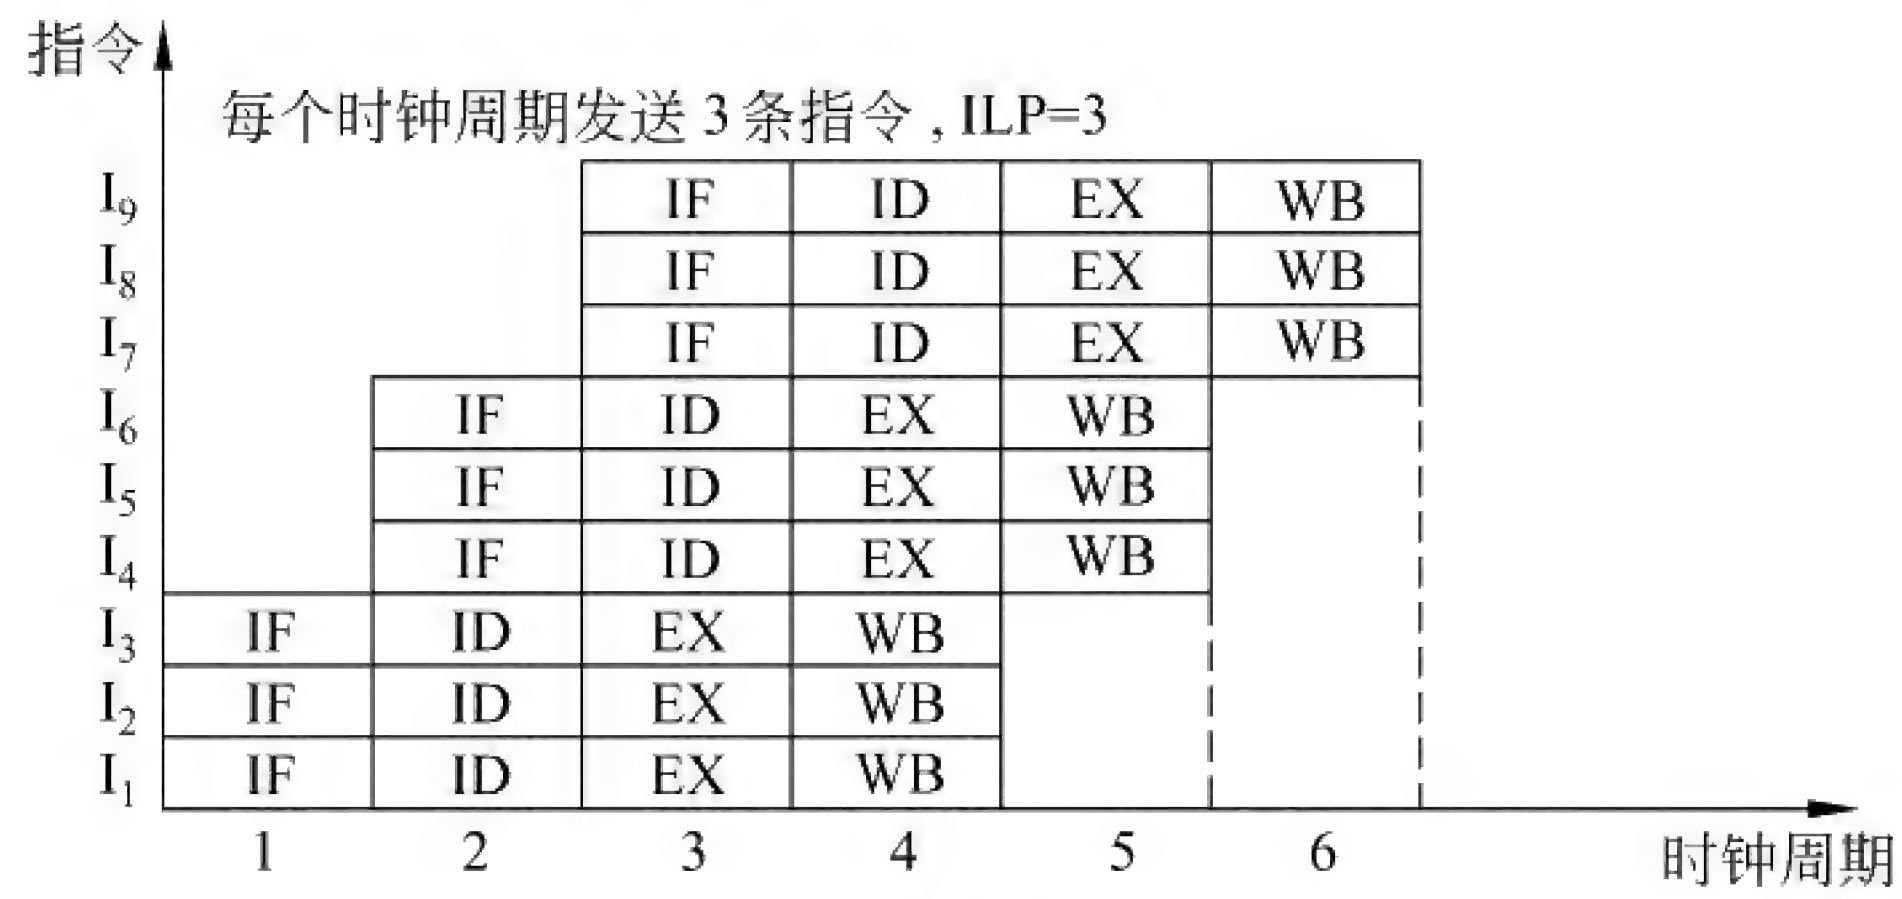 指令
每个时钟周期发送 3 条指令 , ILP=3
I₉ IF ID EX WB
I₈ IF ID EX WB
I₇ IF ID EX WB
I₆ IF ID EX WB
I₅ IF ID EX WB
I₄ IF ID EX WB
I₃ IF ID EX WB
I₂ IF ID EX WB
I₁ IF ID EX WB
1 2 3 4 5 6
时钟周期